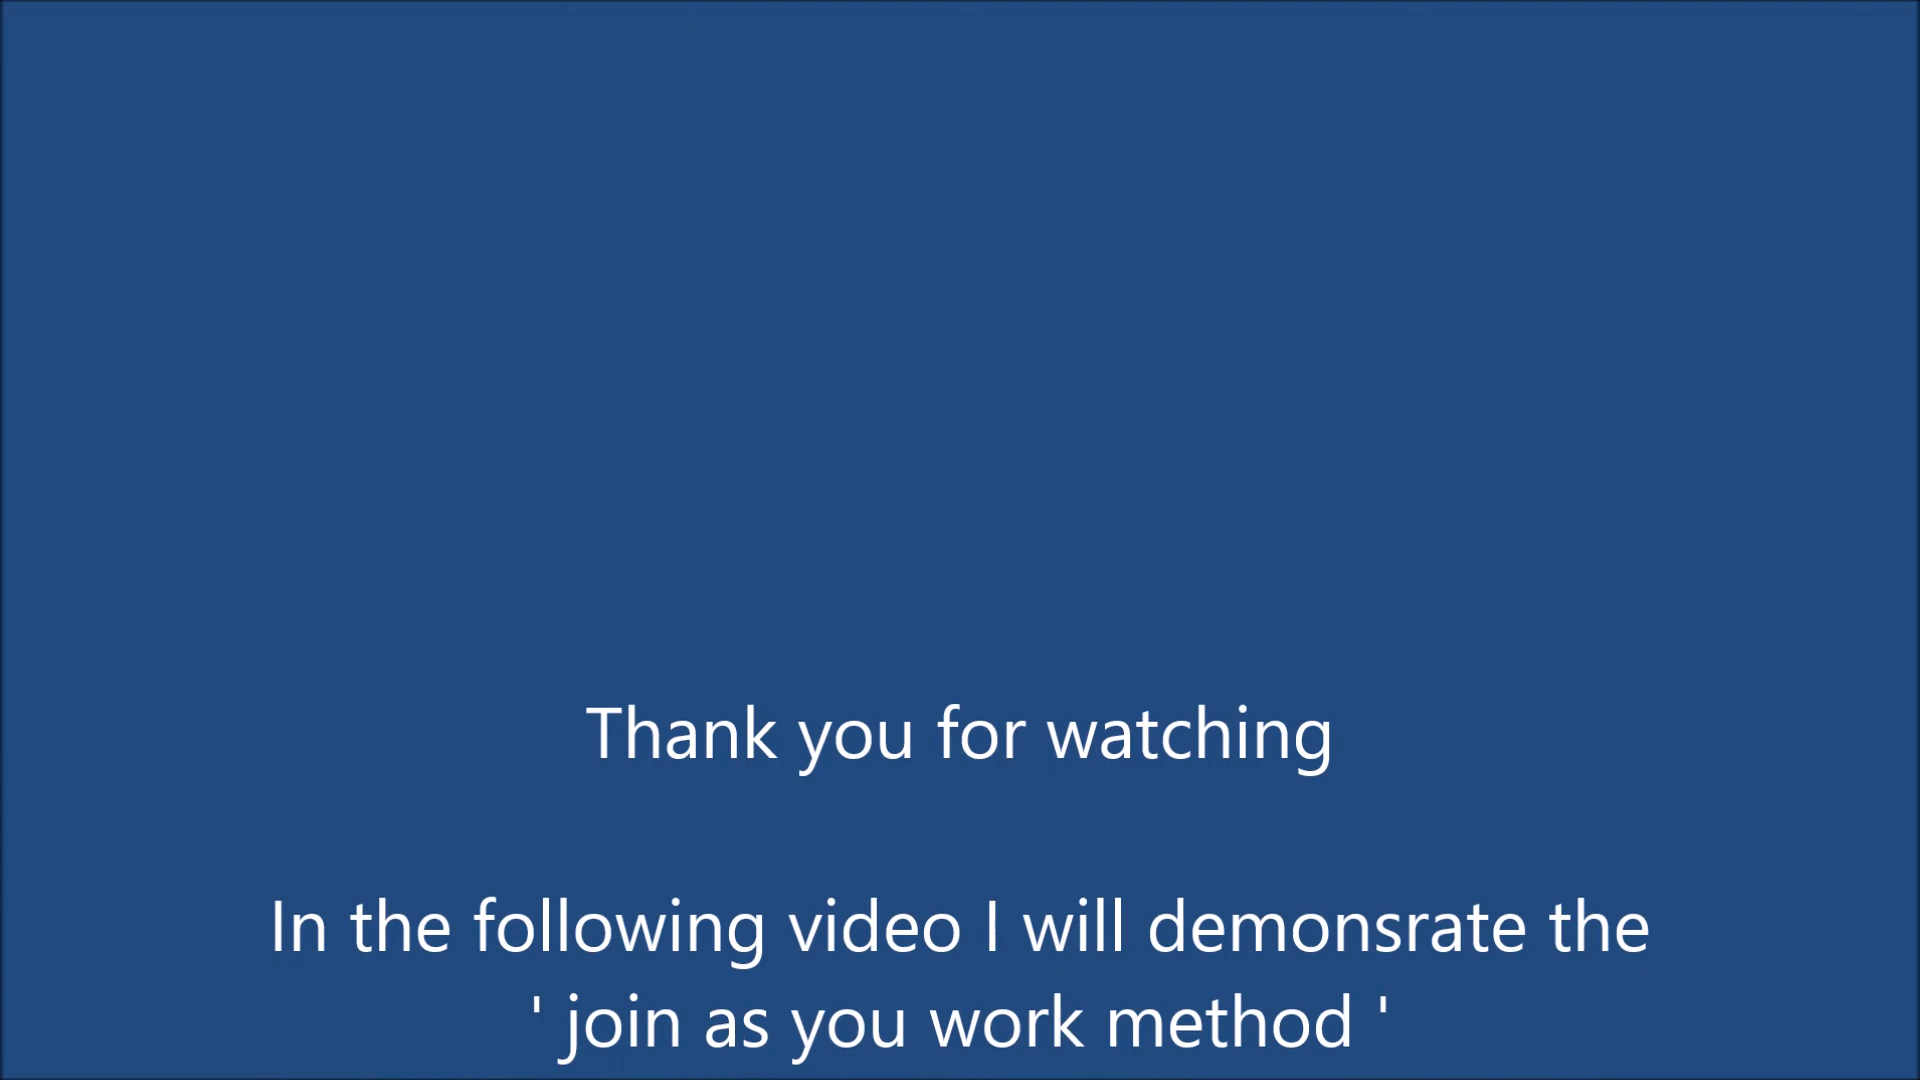 Thank you for watching
In the following video I will demonsrate the
' join as you work method '